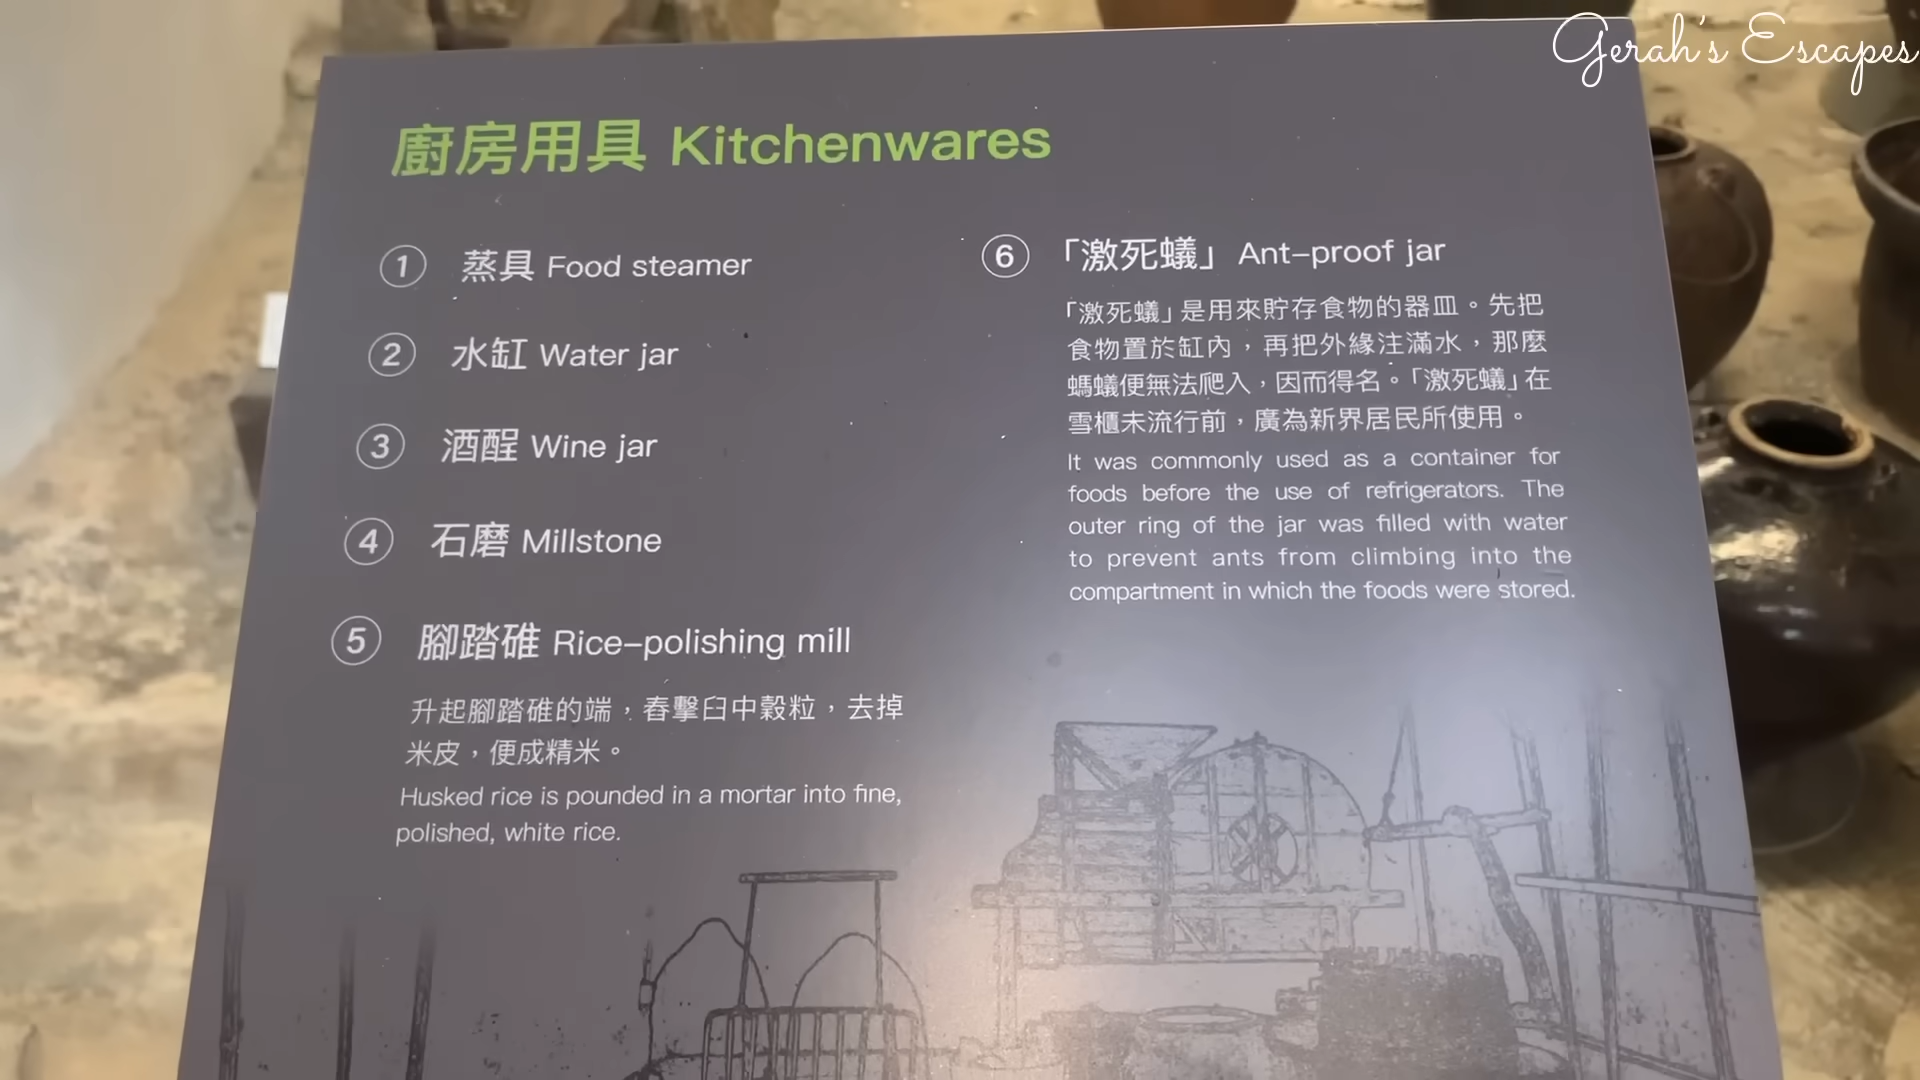 Gerah's Escapes
廚房用具 Kitchenwares
1 蒸具 Food steamer
2 水缸 Water jar
3 酒酲 Wine jar
4 石磨 Millstone
5 腳踏碓 Rice–polishing mill
升起腳踏碓的端，舂擊臼中穀粒，去掉
米皮，便成精米。
Husked rice is pounded in a mortar into fine,
polished, white rice.
6 「激死蟻」 Ant–proof jar
「激死蟻」是用來貯存食物的器皿。先把
食物置於缸內，再把外緣注滿水，那麼
螞蟻便無法爬入，因而得名。「激死蟻」在
雪櫃未流行前，廣為新界居民所使用。
It was commonly used as a container for
foods before the use of refrigerators. The
outer ring of the jar was filled with water
to prevent ants from climbing into the
compartment in which the foods were stored.